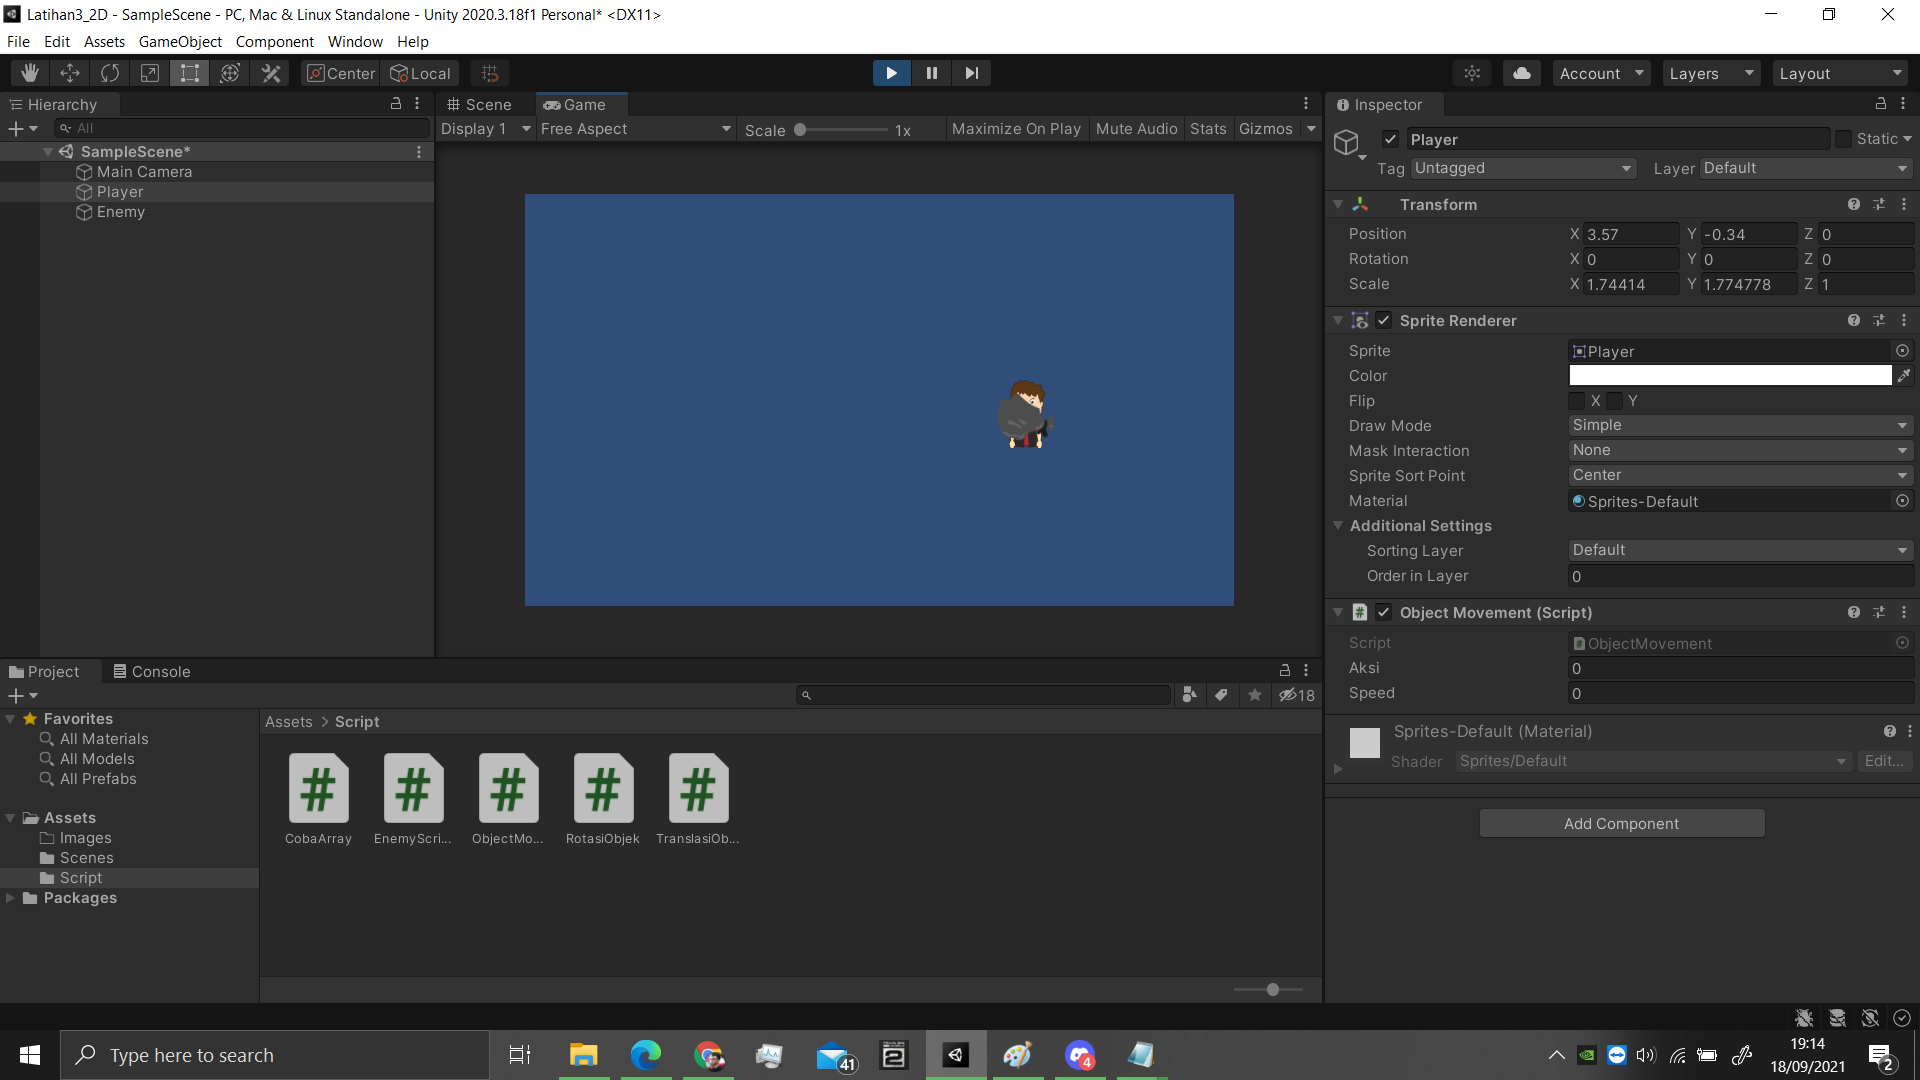 Latihan3_2D - SampleScene - PC, Mac & Linux Standalone - Unity 2020.3.18f1 Personal* <DX11>
File Edit Assets GameObject Component Window Help
Center Local Account Layers Layout
Hierarchy
All
SampleScene*
Main Camera
Player
Enemy
Scene Game
Display 1 Free Aspect Scale 1x Maximize On Play Mute Audio Stats Gizmos
Inspector
Player Static
Tag Untagged Layer Default
Transform
Position X 3.57 Y -0.34 Z 0
Rotation X 0 Y 0 Z 0
Scale X 1.74414 Y 1.774778 Z 1
Sprite Renderer
Sprite Player
Color
Flip X Y
Draw Mode Simple
Mask Interaction None
Sprite Sort Point Center
Material Sprites-Default
Additional Settings
Sorting Layer Default
Order in Layer 0
Object Movement (Script)
Script ObjectMovement
Aksi 0
Speed 0
Sprites-Default (Material)
Shader Sprites/Default Edit...
Add Component
Project Console
18
Favorites
All Materials
All Models
All Prefabs
Assets
Images
Scenes
Script
Packages
Assets > Script
CobaArray EnemyScri... ObjectMo... RotasiObjek TranslasiOb...
Type here to search
41
2
4
19:14
18/09/2021
2